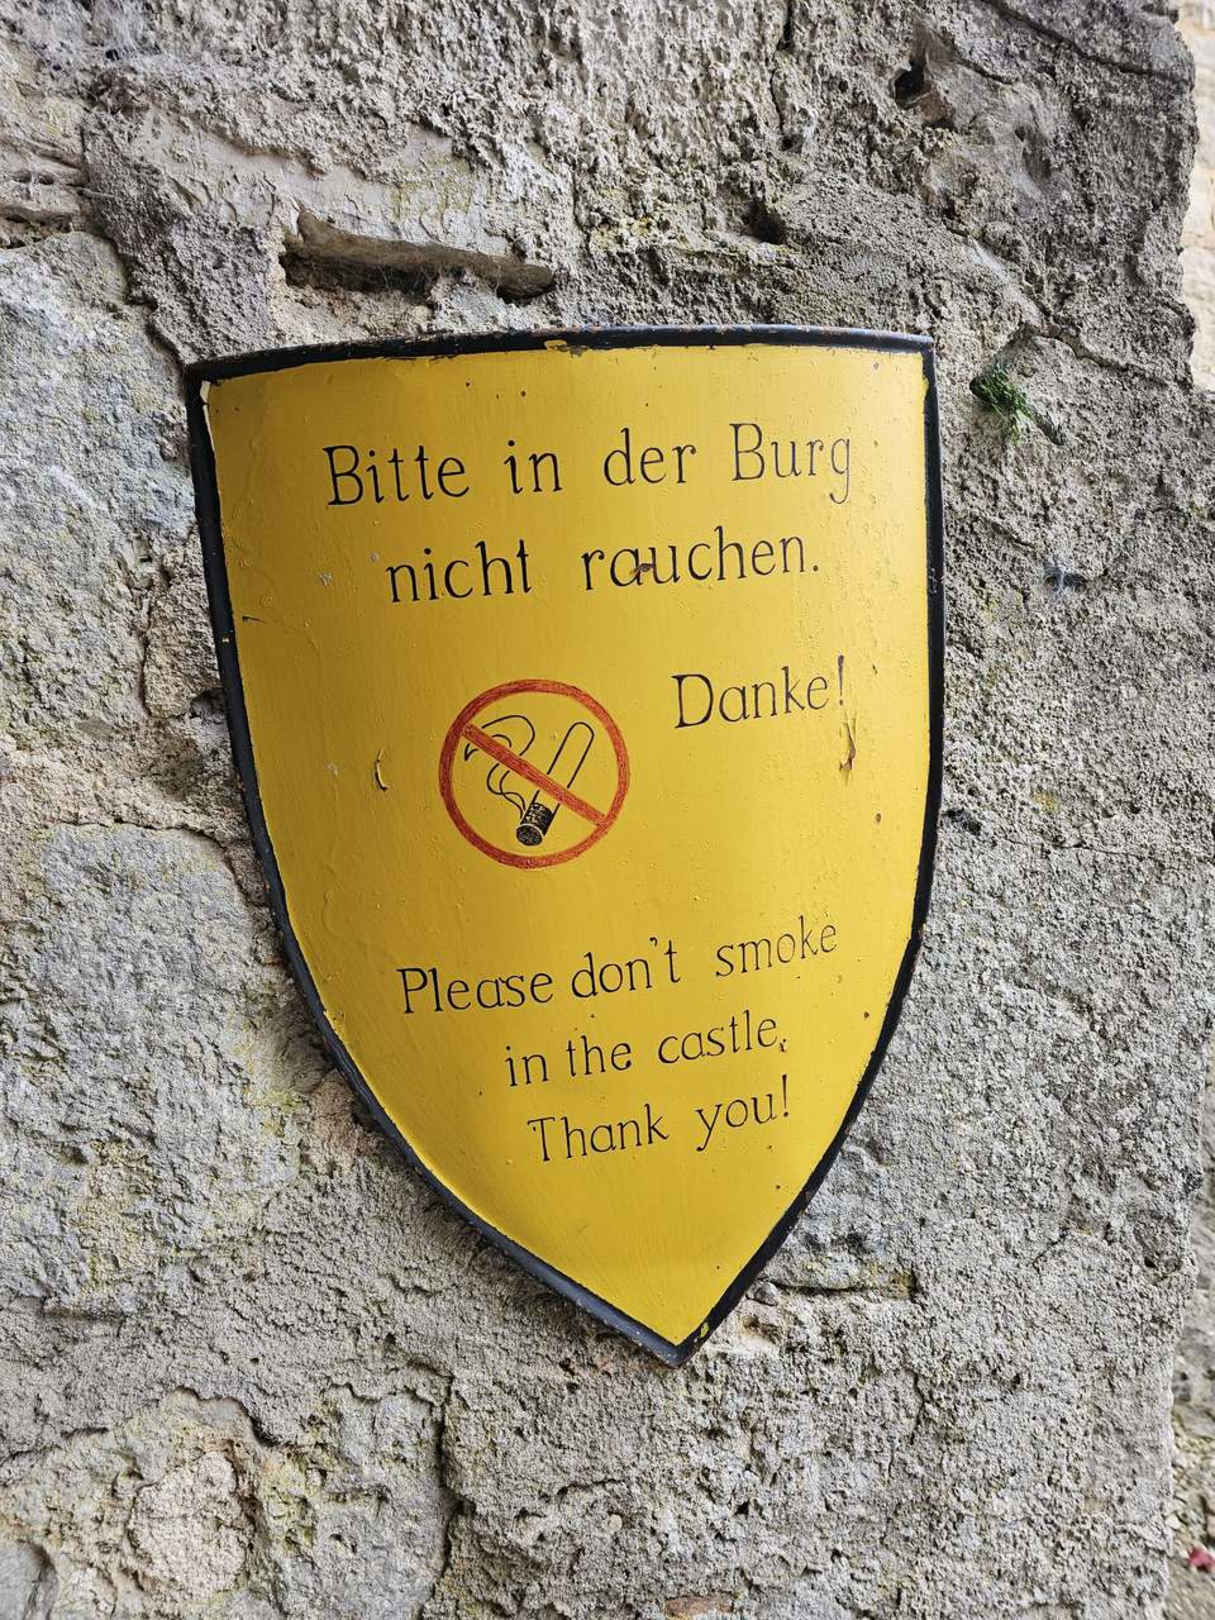 Bitte in der Burg
nicht rauchen.
Danke!
Please don't smoke
in the castle,
Thank you!